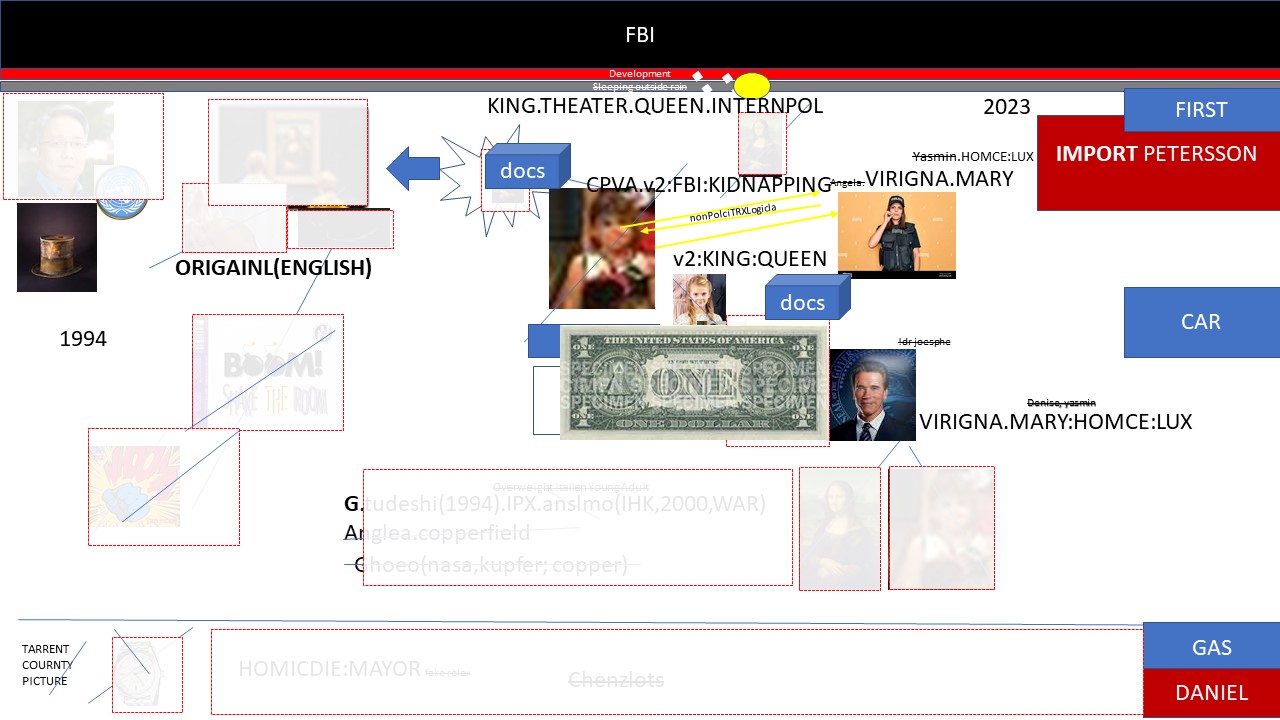 FBI
Development
Sleeping outside rain
KING.THEATER.QUEEN.INTERNPOL
2023
FIRST
IMPORT PETERSSON
Yasmin.HOMCE:LUX
docs
CPVA.v2:FBI:KIDNAPPING
Angela.VIRIGNA.MARY
nonPolciTRXLogicla
ORIGAINL(ENGLISH)
v2:KING:QUEEN
docs
CAR
1994
BOOM!
SHAKE THE ROOM
THE UNITED STATES OF AMERICA
ONE
SPECIMEN
ONE DOLLAR
!dr joesphe
Denise, yasmin
VIRIGNA.MARY:HOMCE:LUX
Overweight Italien Young Adult
G.tudeshi(1994).IPX.anslmo(IHK,2000,WAR)
Anglea.copperfield
Ghoeo(nasa,kupfer; copper)
TARRENT
COURNTY
PICTURE
HOMICDIE:MAYOR fake rolex
Chenzlots
GAS
DANIEL